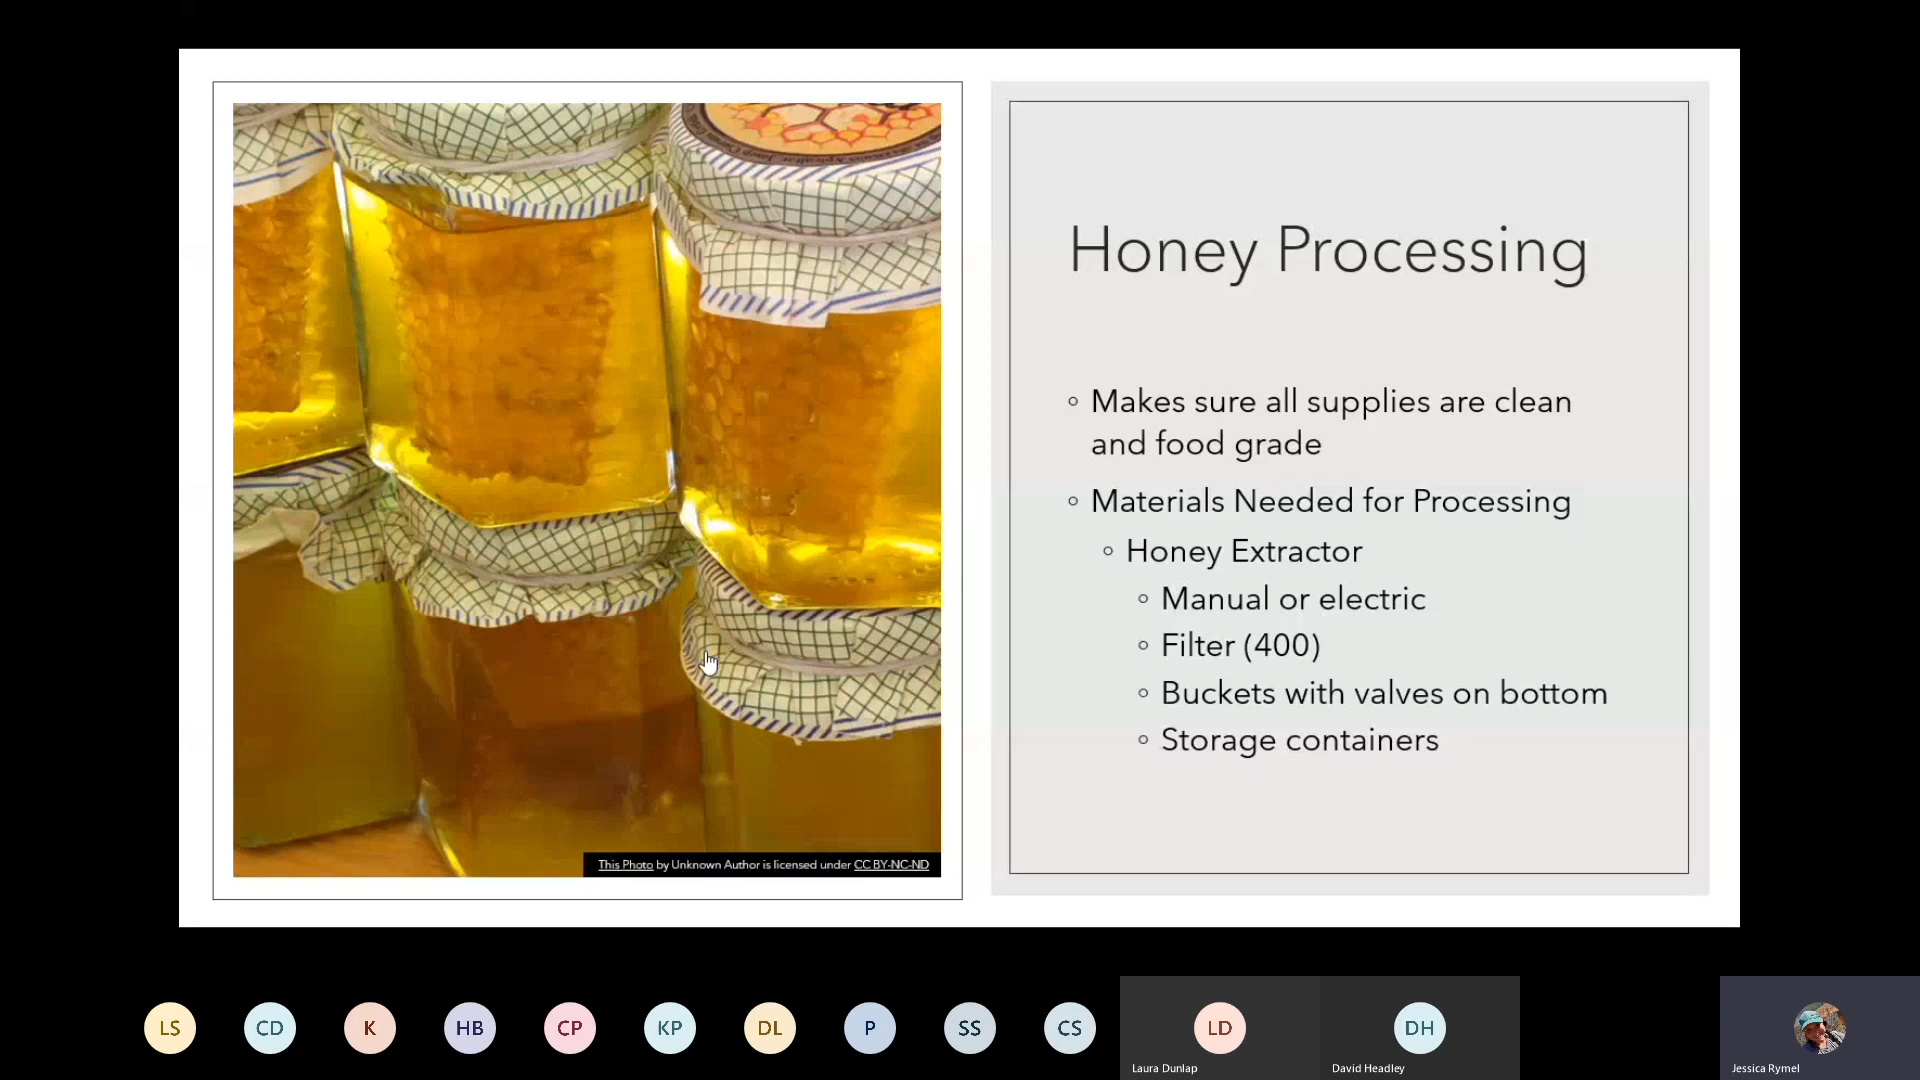 Honey Processing
◦ Makes sure all supplies are clean
and food grade
◦ Materials Needed for Processing
◦ Honey Extractor
◦ Manual or electric
◦ Filter (400)
◦ Buckets with valves on bottom
◦ Storage containers
This Photo by Unknown Author is licensed under CC BY-NC-ND
LS CD K HB CP KP DL P SS CS LD DH
Laura Dunlap David Headley Jessica Rymel